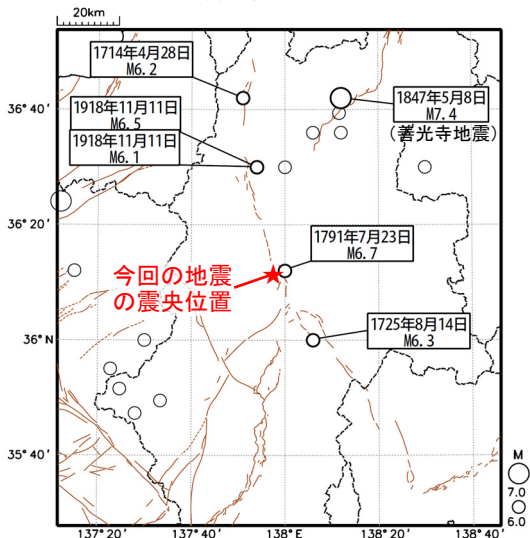 20km
1714年4月28日
M6.2
36°40'
1918年11月11日
M6.5
1918年11月11日
M6.1
1847年5月8日
M7.4
(善光寺地震)
36°20'
1791年7月23日
M6.7
今回の地震
の震央位置
36°N
1725年8月14日
M6.3
35°40'
M
7.0
6.0
137°20'
137°40'
138°E
138°20'
138°40'